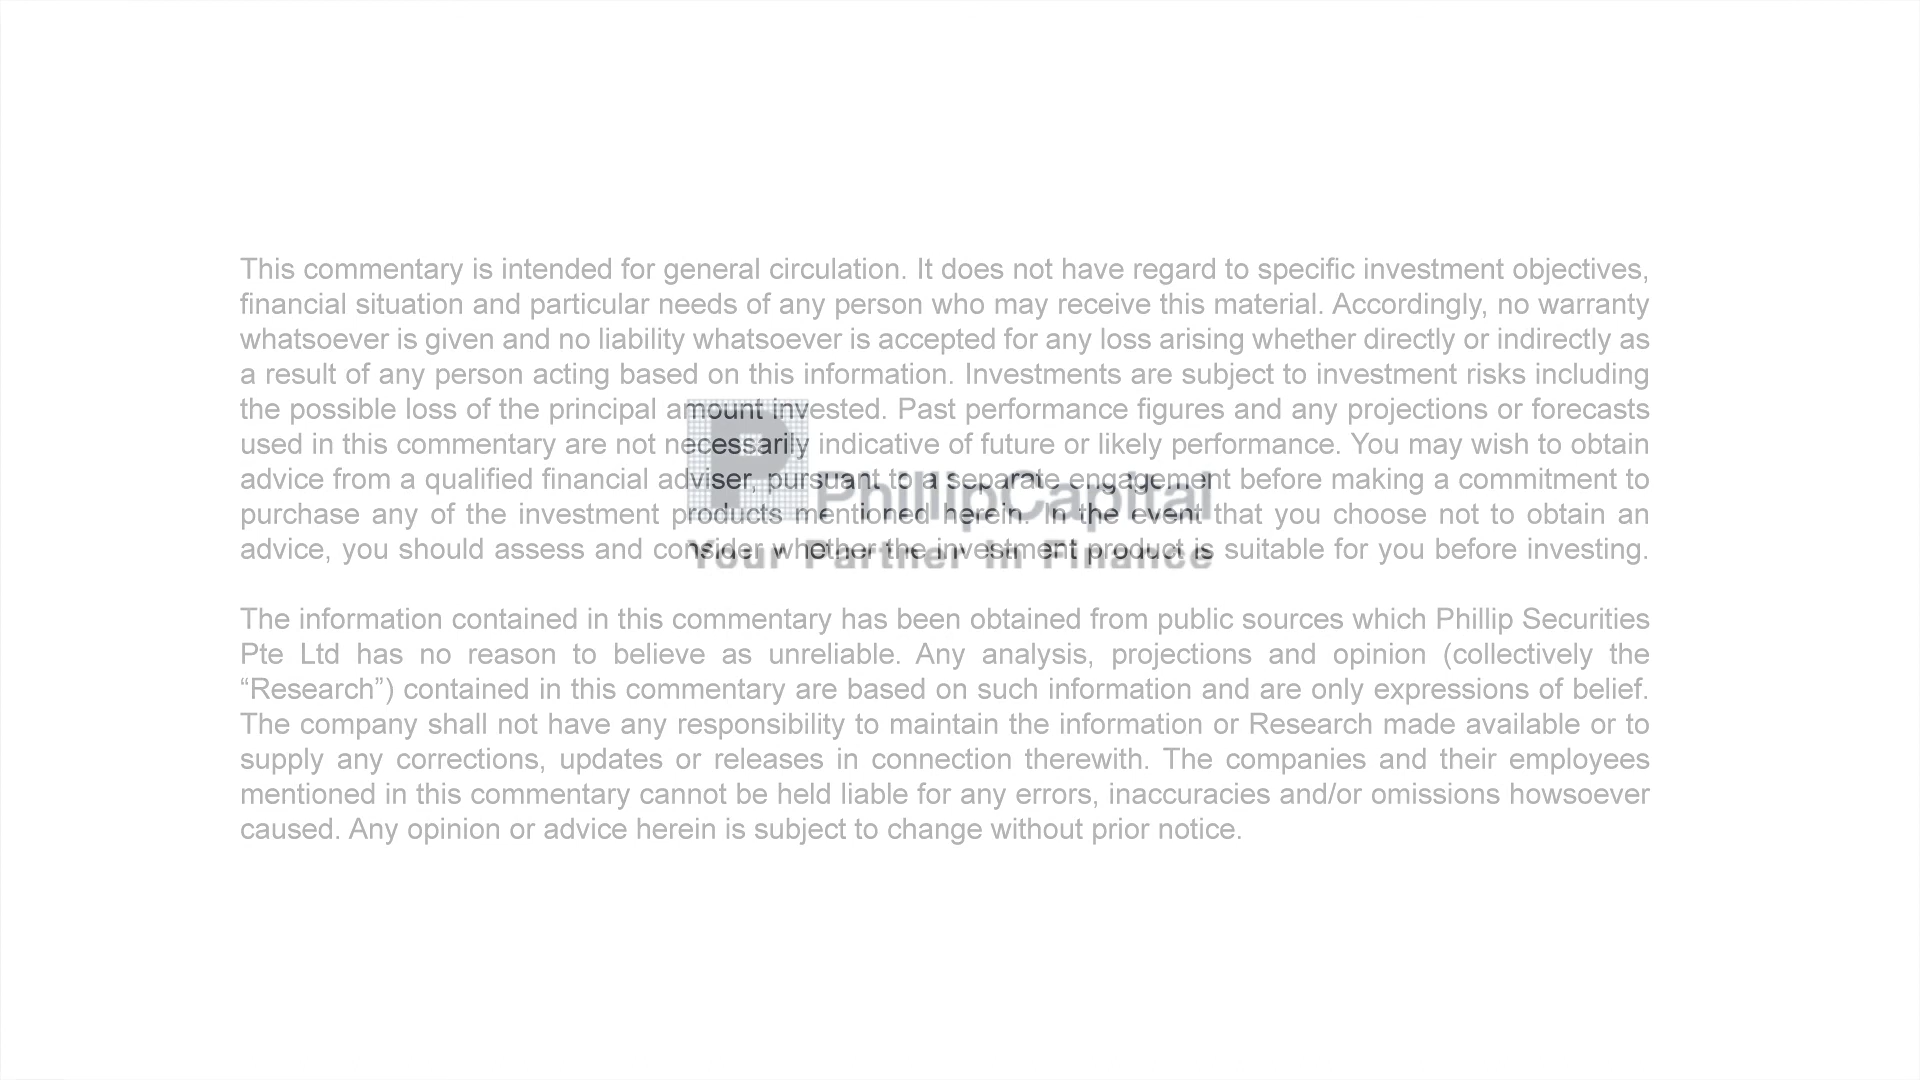 This commentary is intended for general circulation. It does not have regard to specific investment objectives,
financial situation and particular needs of any person who may receive this material. Accordingly, no warranty
whatsoever is given and no liability whatsoever is accepted for any loss arising whether directly or indirectly as
a result of any person acting based on this information. Investments are subject to investment risks including
the possible loss of the principal amount invested. Past performance figures and any projections or forecasts
used in this commentary are not necessarily indicative of future or likely performance. You may wish to obtain
advice from a qualified financial adviser, pursuant to a separate engagement before making a commitment to
purchase any of the investment products mentioned herein. In the event that you choose not to obtain an
advice, you should assess and consider whether the investment product is suitable for you before investing.
P PhillipCapital
Your Partner In Finance
The information contained in this commentary has been obtained from public sources which Phillip Securities
Pte Ltd has no reason to believe as unreliable. Any analysis, projections and opinion (collectively the
“Research”) contained in this commentary are based on such information and are only expressions of belief.
The company shall not have any responsibility to maintain the information or Research made available or to
supply any corrections, updates or releases in connection therewith. The companies and their employees
mentioned in this commentary cannot be held liable for any errors, inaccuracies and/or omissions howsoever
caused. Any opinion or advice herein is subject to change without prior notice.